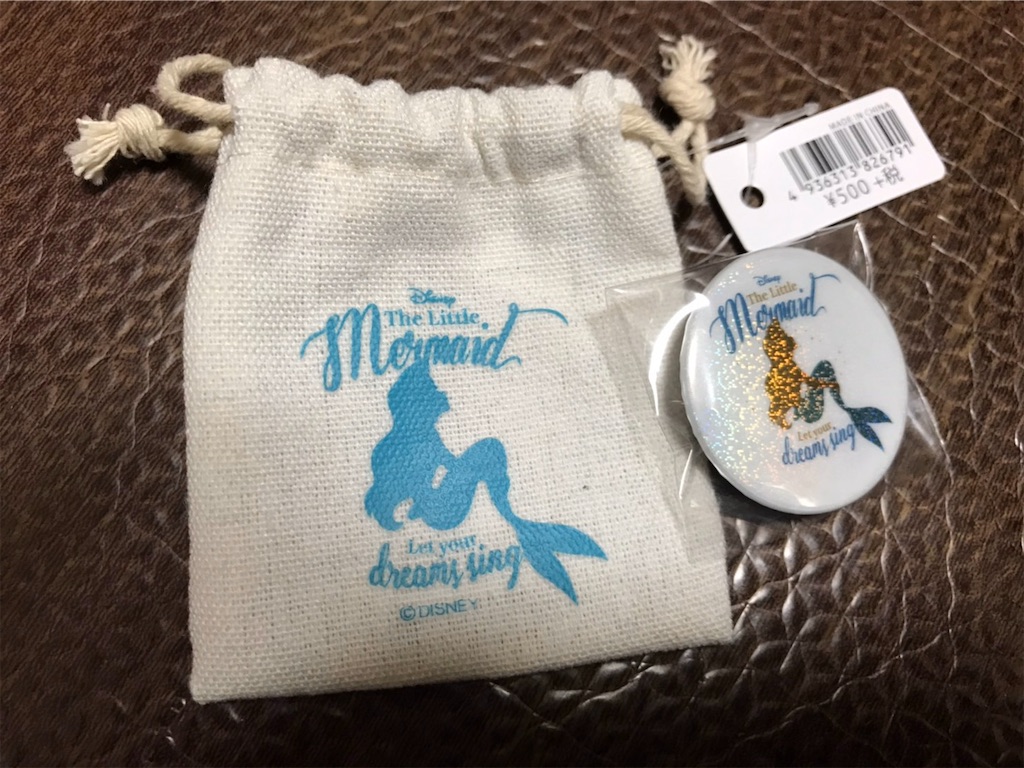 Disney
The Little
Mermaid
Let your
dreams sing
© DISNEY
MADE IN CHINA
4 936313 826791
¥500+税
Disney
The Little
Mermaid
Let your
dreams sing